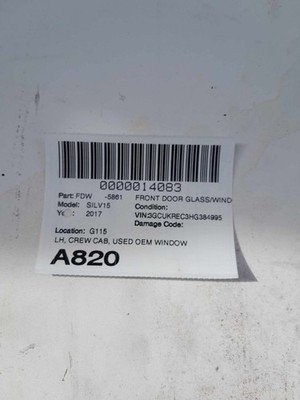 0000014083
Part: FDW -5861 FRONT DOOR GLASS/WIND
Model: SILV15 Condition:
2017 VIN:3GCUKREC3HG384995
Damage Code:
Location: G115
LH, CREW CAB, USED OEM WINDOW
A820